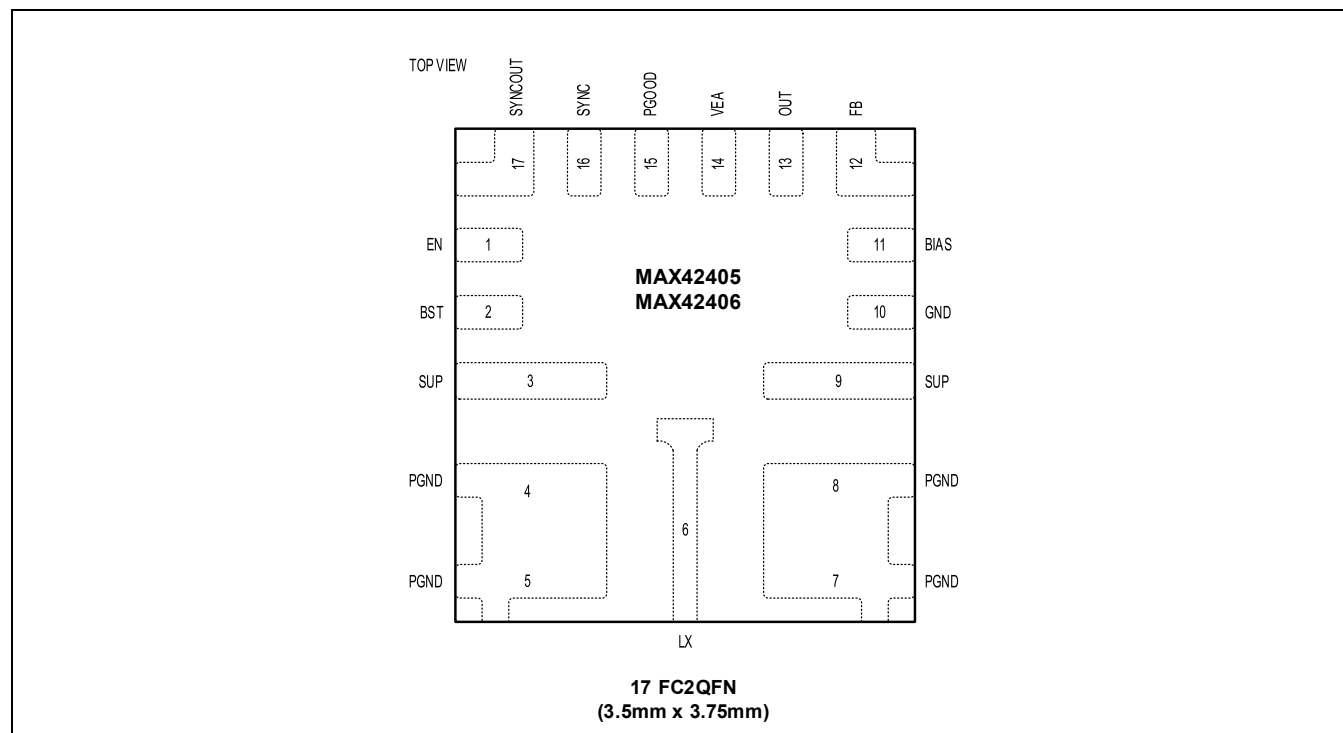 TOP VIEW
SYNCOUT
SYNC
PGOOD
VEA
OUT
FB
17
16
15
14
13
12
EN
1
11
BIAS
MAX42405
MAX42406
BST
2
10
GND
SUP
3
9
SUP
PGND
4
8
PGND
6
PGND
5
7
PGND
LX
17 FC2QFN
(3.5mm x 3.75mm)